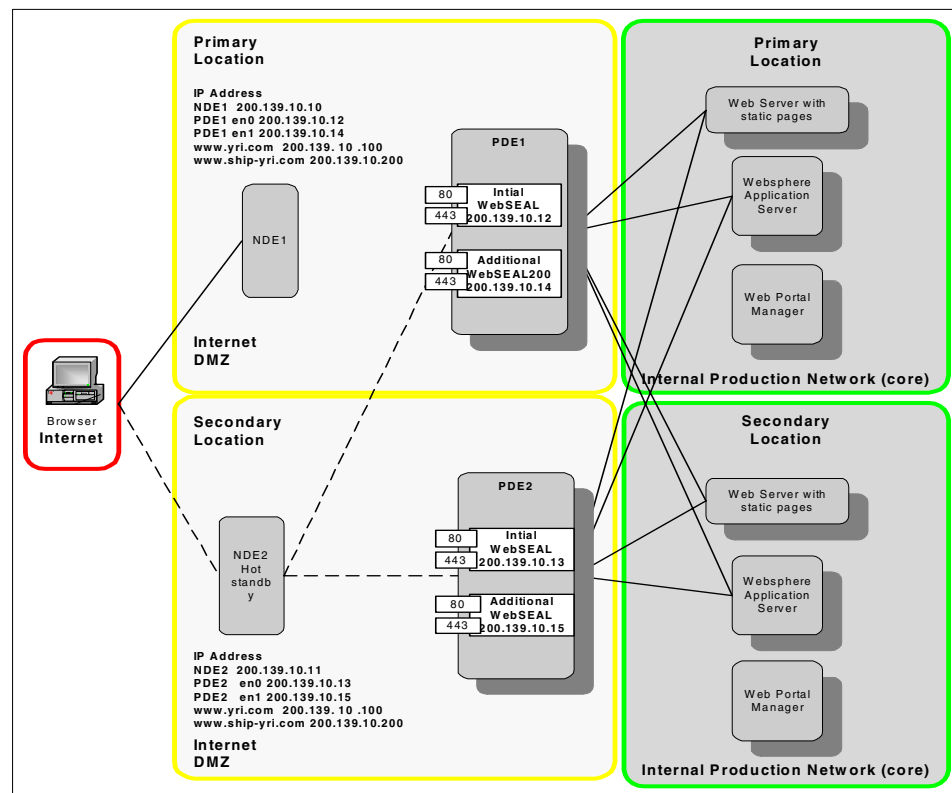 Primary
Location
IP Address
NDE1 200.139.10.10
PDE1 en0 200.139.10.12
PDE1 en1 200.139.10.14
www.yri.com 200.139. 10 .100
www.ship-yri.com 200.139.10.200
NDE1
Internet
DMZ
PDE1
80
443
Intial
WebSEAL
200.139.10.12
80
443
Additional
WebSEAL200
200.139.10.14
Primary
Location
Web Server with
static pages
Websphere
Application
Server
Web Portal
Manager
Internal Production Network (core)
Browser
Internet
Secondary
Location
NDE2
Hot
standb
y
IP Address
NDE2 200.139.10.11
PDE2 en0 200.139.10.13
PDE2 en1 200.139.10.15
www.yri.com 200.139. 10 .100
www.ship-yri.com 200.139.10.200
Internet
DMZ
PDE2
80
443
Intial
WebSEAL
200.139.10.13
80
443
Additional
WebSEAL
200.139.10.15
Secondary
Location
Web Server with
static pages
Websphere
Application
Server
Web Portal
Manager
Internal Production Network (core)